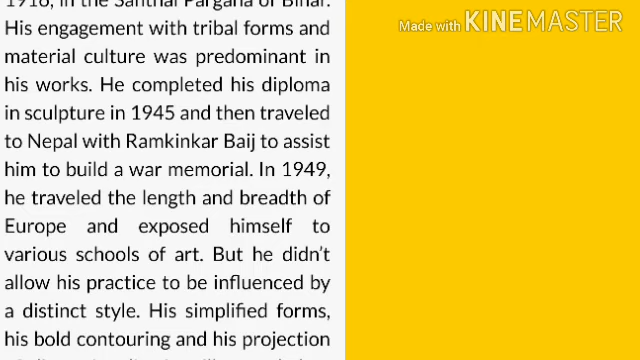 1916, in the Santhal Pargana of Bihar.
His engagement with tribal forms and
material culture was predominant in
his works. He completed his diploma
in sculpture in 1945 and then traveled
to Nepal with Ramkinkar Baij to assist
him to build a war memorial. In 1949,
he traveled the length and breadth of
Europe and exposed himself to
various schools of art. But he didn't
allow his practice to be influenced by
a distinct style. His simplified forms,
his bold contouring and his projection
Made with KINEMASTER